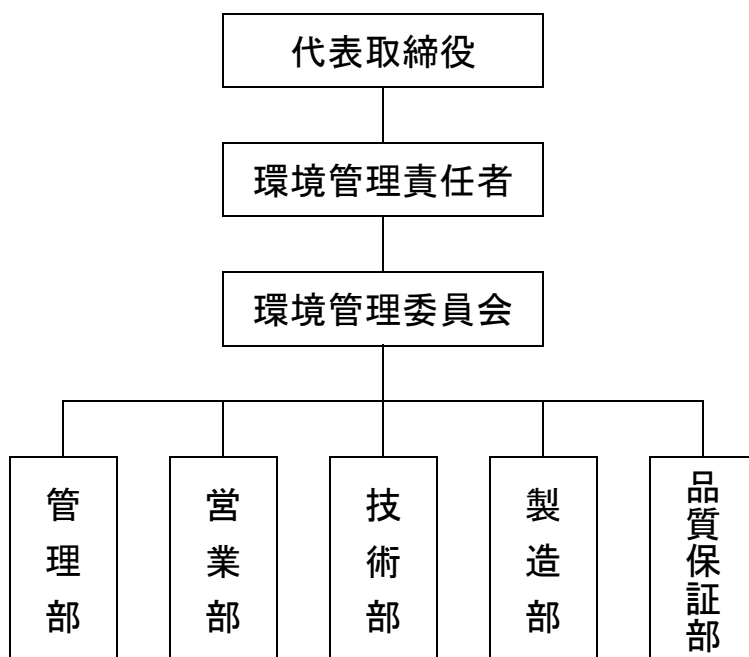 代表取締役
環境管理責任者
環境管理委員会
管理部
営業部
技術部
製造部
品質保証部